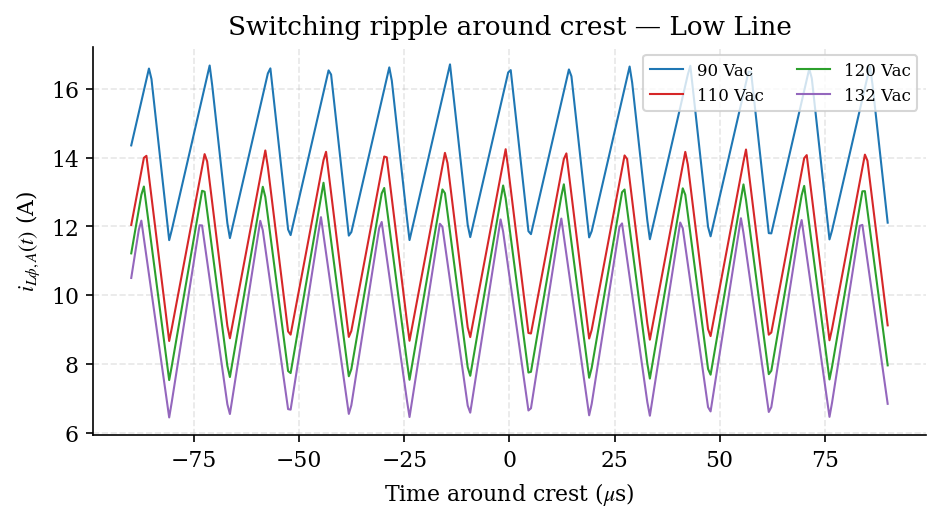 Switching ripple around crest — Low Line
90 Vac
110 Vac
120 Vac
132 Vac
i_{Lϕ,A}(t) (A)
16
14
12
10
8
6
−75
−50
−25
0
25
50
75
Time around crest (μs)